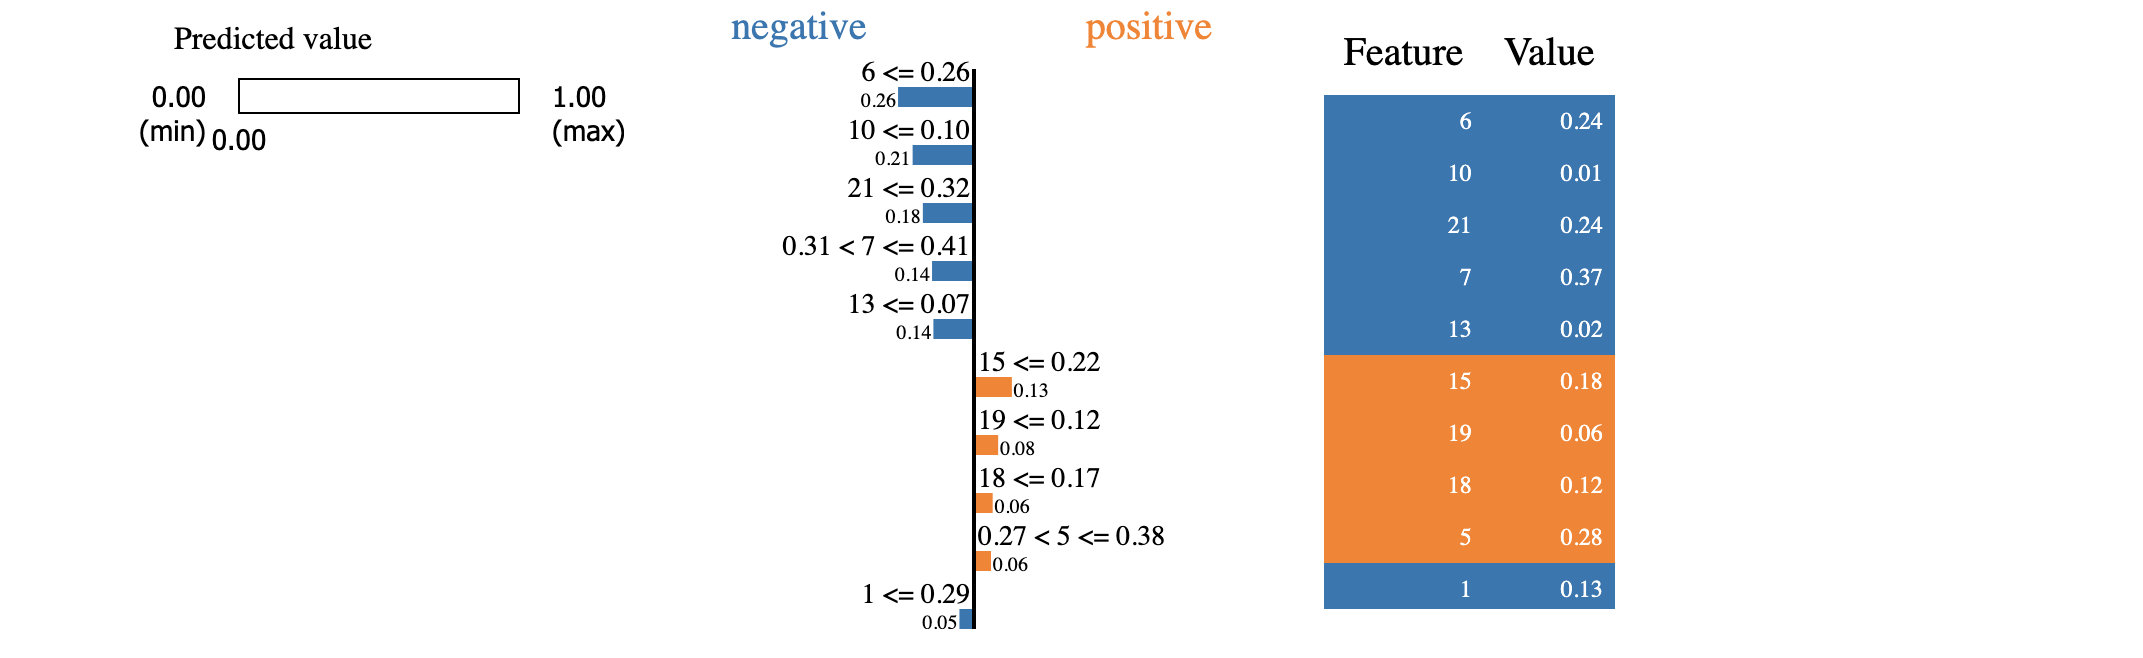 Predicted value
0.00
(min)
0.00
1.00
(max)
negative
positive
6 <= 0.26
0.26
10 <= 0.10
0.21
21 <= 0.32
0.18
0.31 < 7 <= 0.41
0.14
13 <= 0.07
0.14
15 <= 0.22
0.13
19 <= 0.12
0.08
18 <= 0.17
0.06
0.27 < 5 <= 0.38
0.06
1 <= 0.29
0.05
Feature Value
6 0.24
10 0.01
21 0.24
7 0.37
13 0.02
15 0.18
19 0.06
18 0.12
5 0.28
1 0.13